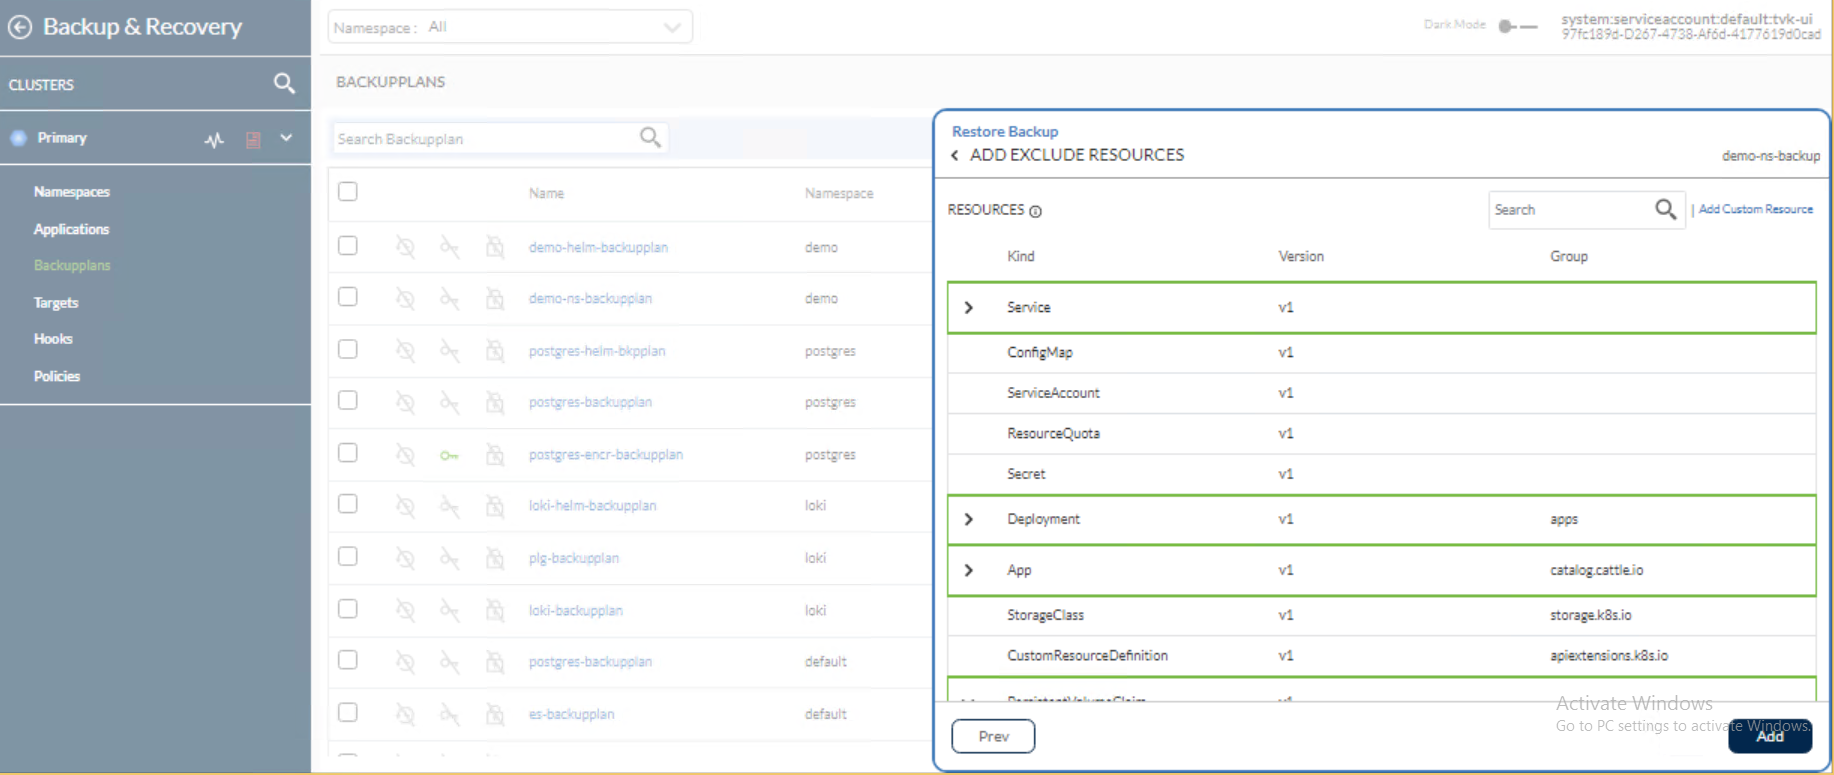 Backup & Recovery
Namespace : All
Dark Mode
system:serviceaccount:default:tvk-ui
97fc189d-D267-4738-Af6d-4177619d0cad
CLUSTERS
Primary
Namespaces
Applications
Backupplans
Targets
Hooks
Policies
BACKUPPLANS
Search Backupplan
Name Namespace
demo-helm-backupplan demo
demo-ns-backupplan demo
postgres-helm-bkpplan postgres
postgres-backupplan postgres
postgres-encr-backupplan postgres
loki-helm-backupplan loki
plg-backupplan loki
loki-backupplan loki
postgres-backupplan default
es-backupplan default
Restore Backup
ADD EXCLUDE RESOURCES
demo-ns-backup
RESOURCES
Search
| Add Custom Resource
Kind Version Group
Service v1
ConfigMap v1
ServiceAccount v1
ResourceQuota v1
Secret v1
Deployment v1 apps
App v1 catalog.cattle.io
StorageClass v1 storage.k8s.io
CustomResourceDefinition v1 apiextensions.k8s.io
PersistentVolumeClaim v1
Activate Windows
Go to PC settings to activate Windows.
Prev
Add